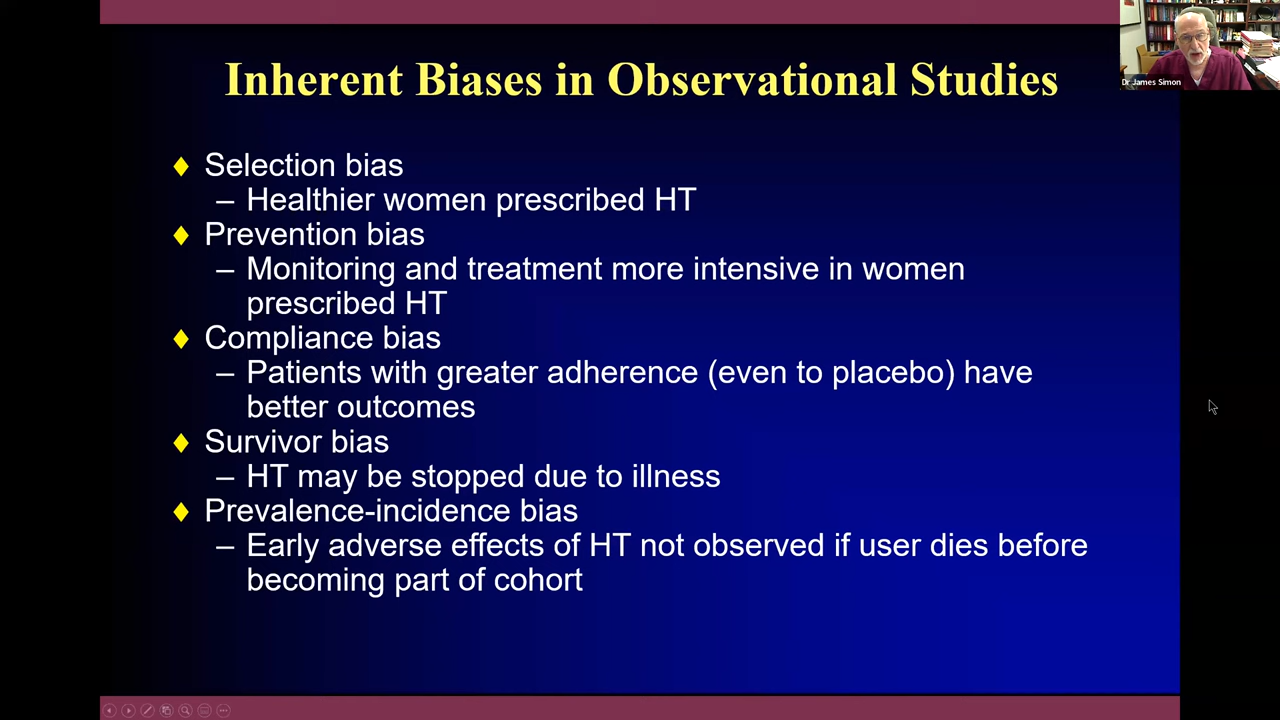 Inherent Biases in Observational Studies
Dr James Simon
♦ Selection bias
– Healthier women prescribed HT
♦ Prevention bias
– Monitoring and treatment more intensive in women
prescribed HT
♦ Compliance bias
– Patients with greater adherence (even to placebo) have
better outcomes
♦ Survivor bias
– HT may be stopped due to illness
♦ Prevalence-incidence bias
– Early adverse effects of HT not observed if user dies before
becoming part of cohort